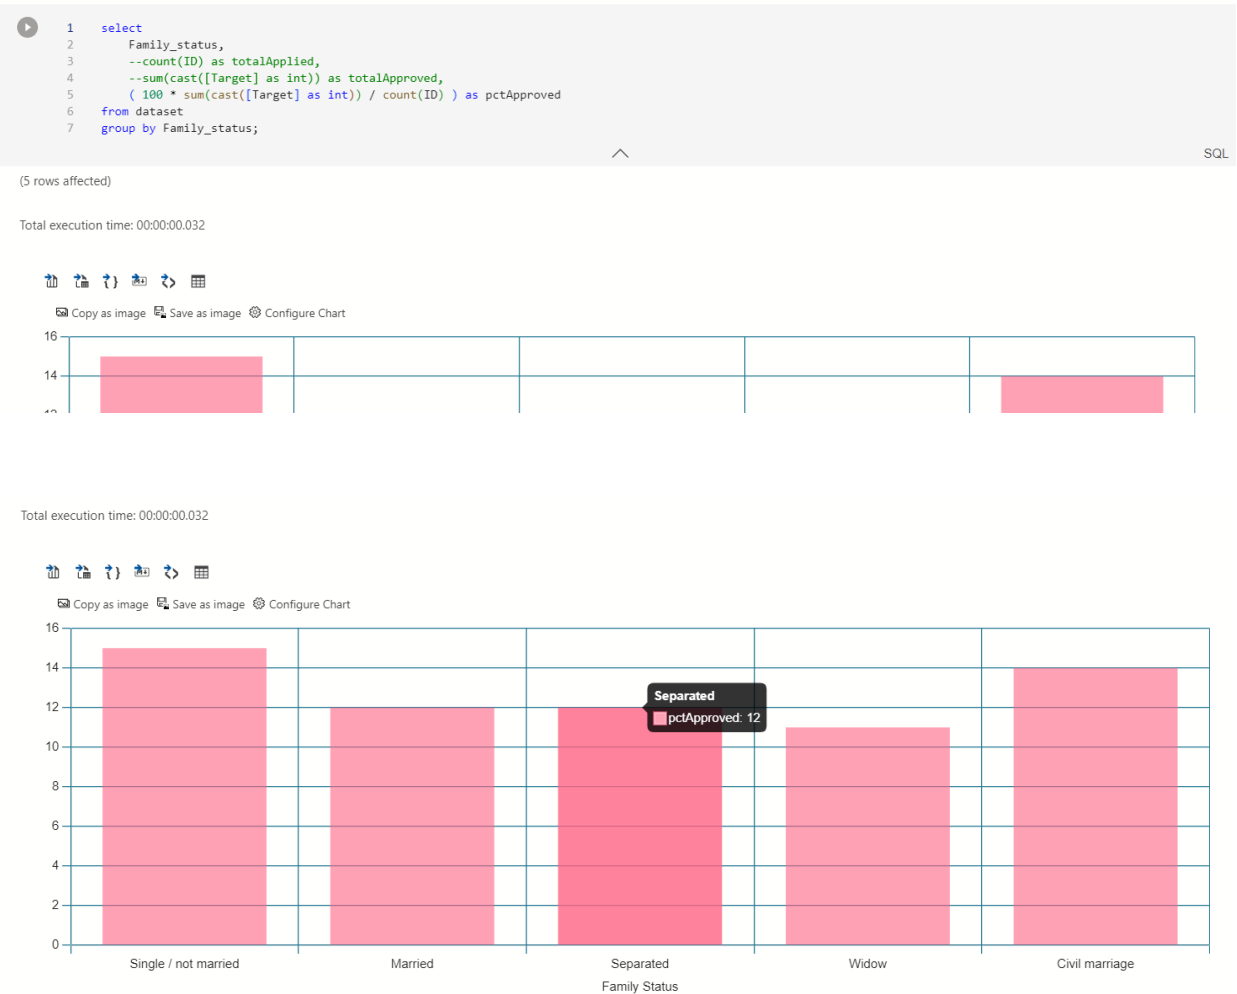 1 select
2 Family_status,
3 --count(ID) as totalApplied,
4 --sum(cast([Target] as int)) as totalApproved,
5 ( 100 * sum(cast([Target] as int)) / count(ID) ) as pctApproved
6 from dataset
7 group by Family_status;
SQL
(5 rows affected)
Total execution time: 00:00:00.032
Copy as image Save as image Configure Chart
16
14
Total execution time: 00:00:00.032
Copy as image Save as image Configure Chart
16
14
12
10
8
6
4
2
0
Separated
pctApproved: 12
Single / not married Married Separated Widow Civil marriage
Family Status